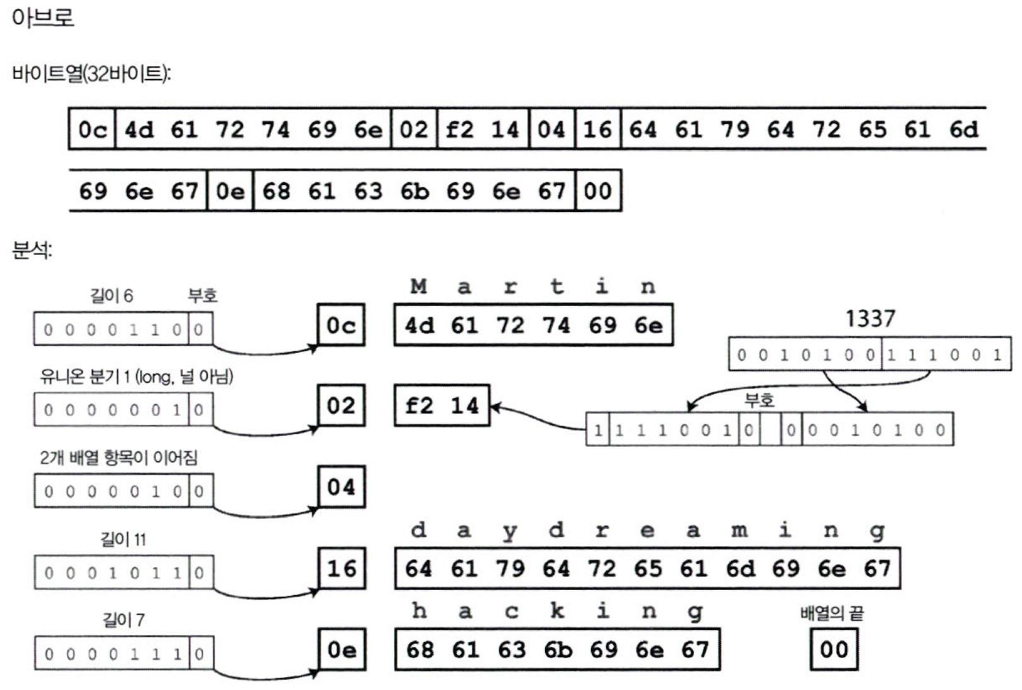 아브로
바이트열(32바이트):
0c 4d 61 72 74 69 6e 02 f2 14 04 16 64 61 79 64 72 65 61 6d
69 6e 67 0e 68 61 63 6b 69 6e 67 00
분석:
길이 6 부호
M a r t i n
0 0 0 0 1 1 0 0
0c
4d 61 72 74 69 6e
1337
0 0 1 0 1 0 0 1 1 1 0 0 1
유니온 분기 1 (long, 널 아님)
0 0 0 0 0 0 1 0
02
f2 14
부호
1 1 1 1 0 0 1 0 0 0 0 1 0 1 0 0
2개 배열 항목이 이어짐
0 0 0 0 0 1 0 0
04
길이 11
d a y d r e a m i n g
0 0 0 1 0 1 1 0
16
64 61 79 64 72 65 61 6d 69 6e 67
길이 7
h a c k i n g
배열의 끝
0 0 0 0 1 1 1 0
0e
68 61 63 6b 69 6e 67
00